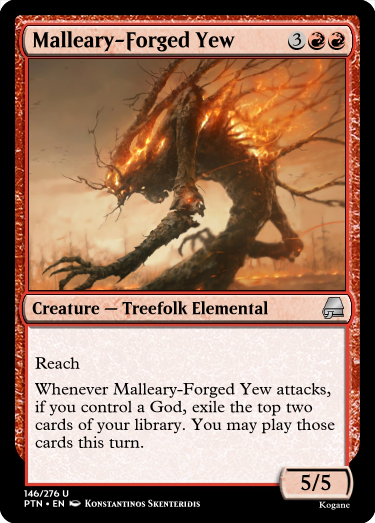 Malleary-Forged Yew 3
Creature — Treefolk Elemental
Reach
Whenever Malleary-Forged Yew attacks,
if you control a God, exile the top two
cards of your library. You may play those
cards this turn.
5/5
146/276 U
PTN • EN Konstantinos Skenteridis
Kogane